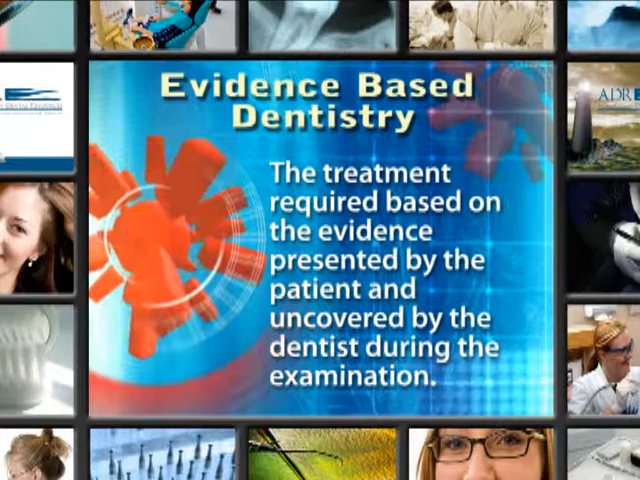 Evidence Based
Dentistry
The treatment
required based on
the evidence
presented by the
patient and
uncovered by the
dentist during the
examination.
ADR